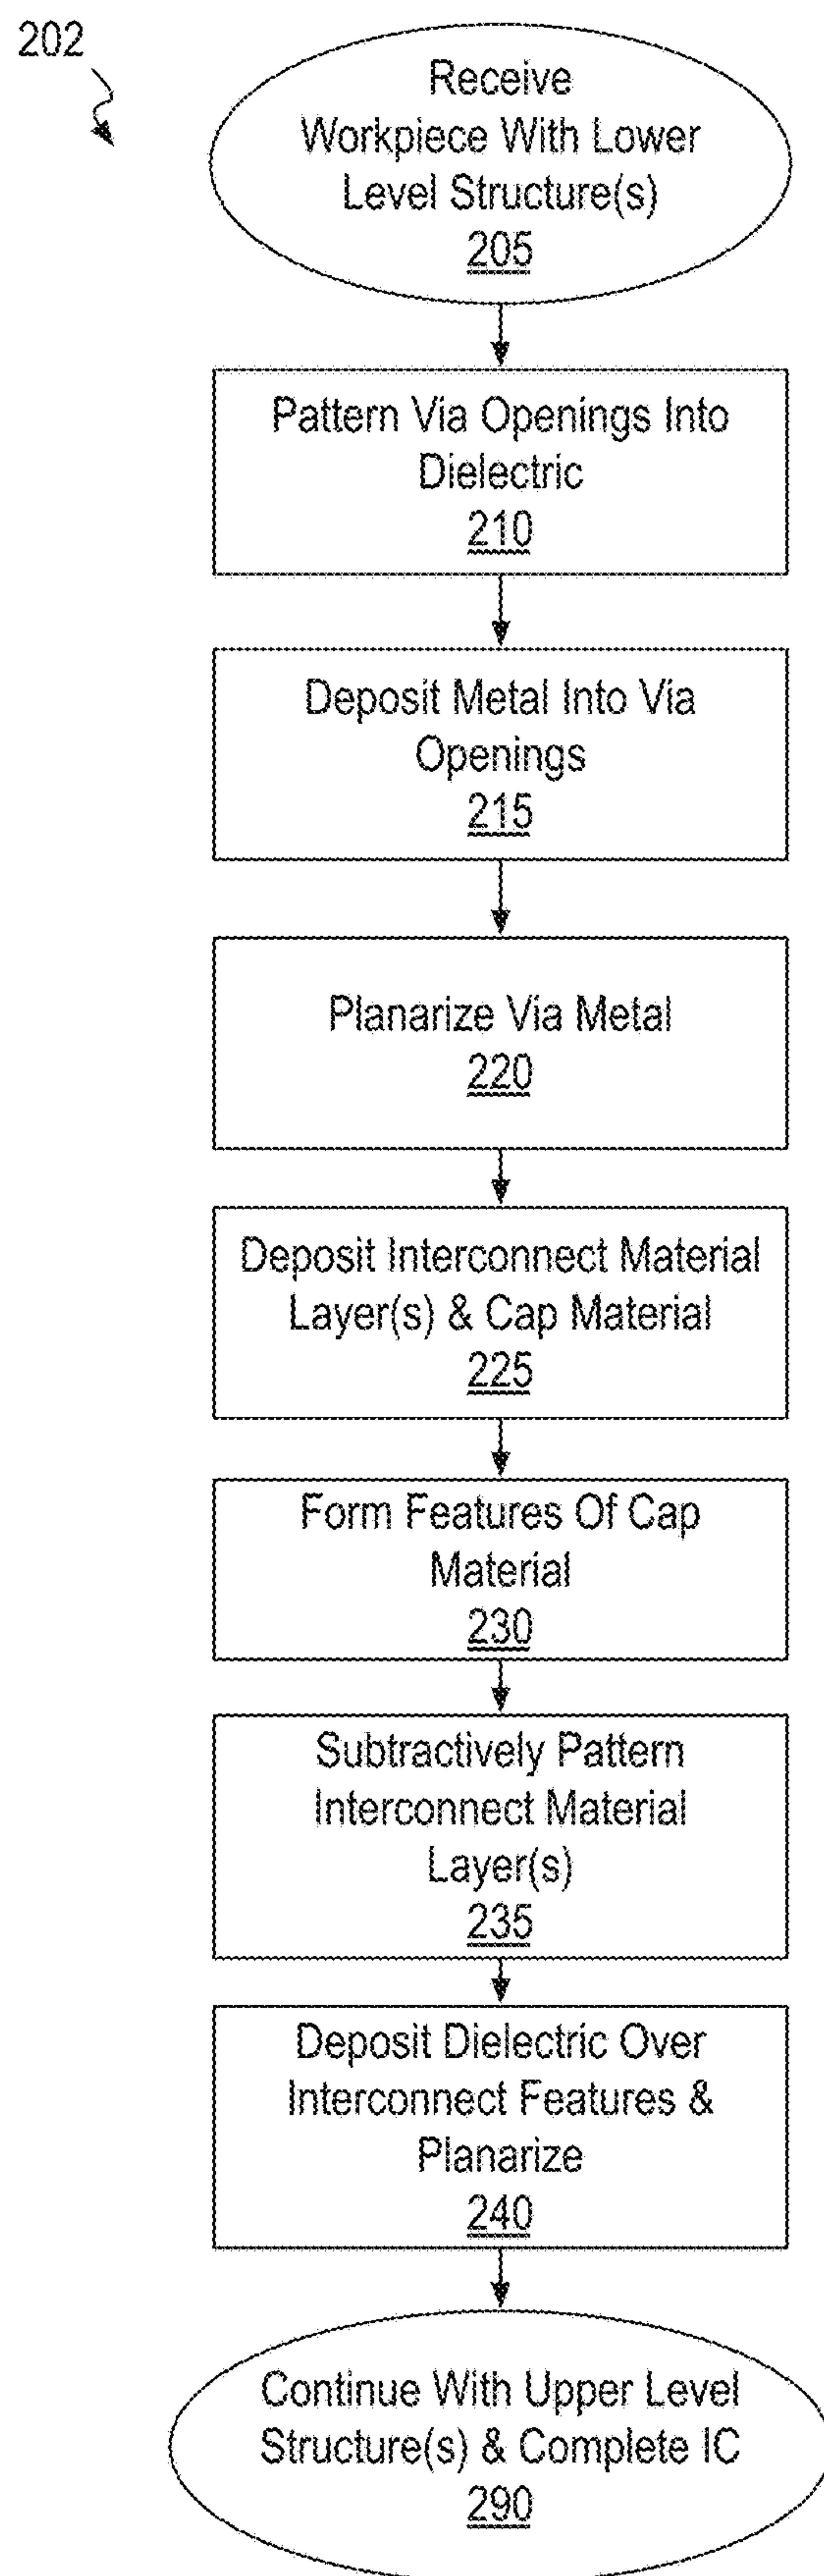 202
Receive
Workpiece With Lower
Level Structure(s)
205
Pattern Via Openings Into
Dielectric
210
Deposit Metal Into Via
Openings
215
Planarize Via Metal
220
Deposit Interconnect Material
Layer(s) & Cap Material
225
Form Features Of Cap
Material
230
Subtractively Pattern
Interconnect Material
Layer(s)
235
Deposit Dielectric Over
Interconnect Features &
Planarize
240
Continue With Upper Level
Structure(s) & Complete IC
290